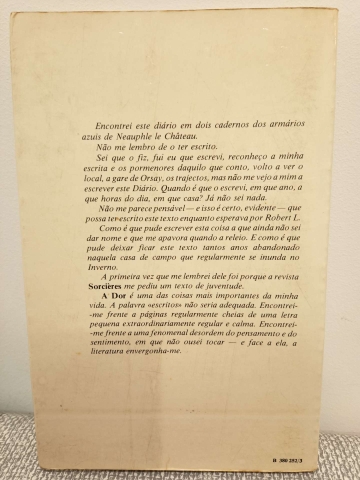 Encontrei este diário em dois cadernos dos armários
azuis de Neauphle le Château.
Não me lembro de o ter escrito.
Sei que o fiz, fui eu que escrevi, reconheço a minha
escrita e os pormenores daquilo que conto, volto a ver o
local, a gare de Orsay, os trajectos, mas não me vejo a mim a
escrever este Diário. Quando é que o escrevi, em que ano, a
que horas do dia, em que casa? Já não sei nada.
Não me parece pensável — e isso é certo, evidente — que
possa ter escrito este texto enquanto esperava por Robert L.
Como é que pude escrever esta coisa a que ainda não sei
dar nome e que me apavora quando a releio. E como é que
pude deixar ficar este texto tantos anos abandonado
naquela casa de campo que regularmente se inunda no
Inverno.
A primeira vez que me lembrei dele foi porque a revista
Sorcières me pediu um texto de juventude.
A Dor é uma das coisas mais importantes da minha
vida. A palavra «escritos» não seria adequada. Encontrei-
-me frente a páginas regularmente cheias de uma letra
pequena extraordinariamente regular e calma. Encontrei-
-me frente a uma fenomenal desordem do pensamento e do
sentimento, em que não ousei tocar — e face a ela, a
literatura envergonha-me.
H 380 252/3